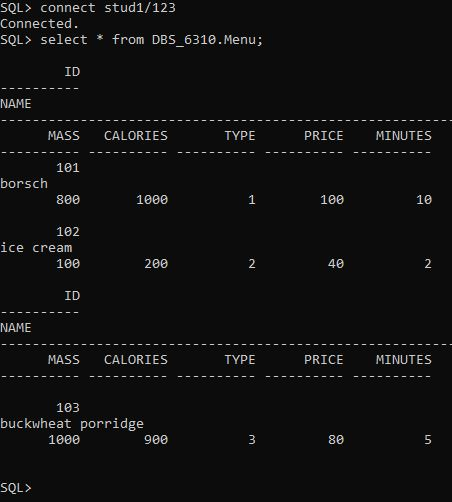 SQL> connect stud1/123
Connected.
SQL> select * from DBS_6310.Menu;
        ID
----------
NAME
--------------------------------------------------------
      MASS   CALORIES       TYPE      PRICE    MINUTES
---------- ---------- ---------- ---------- ----------
       101
borsch
       800       1000          1        100         10
       102
ice cream
       100        200          2         40          2
        ID
----------
NAME
--------------------------------------------------------
      MASS   CALORIES       TYPE      PRICE    MINUTES
---------- ---------- ---------- ---------- ----------
       103
buckwheat porridge
      1000        900          3         80          5
SQL>